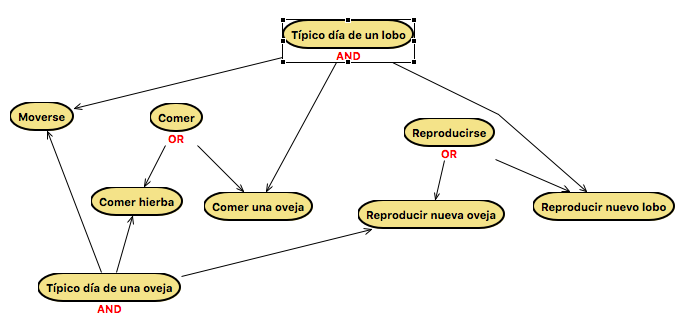 Típico día de un lobo
AND
Moverse
Comer
OR
Reproducirse
OR
Comer hierba
Comer una oveja
Reproducir nueva oveja
Reproducir nuevo lobo
Típico día de una oveja
AND